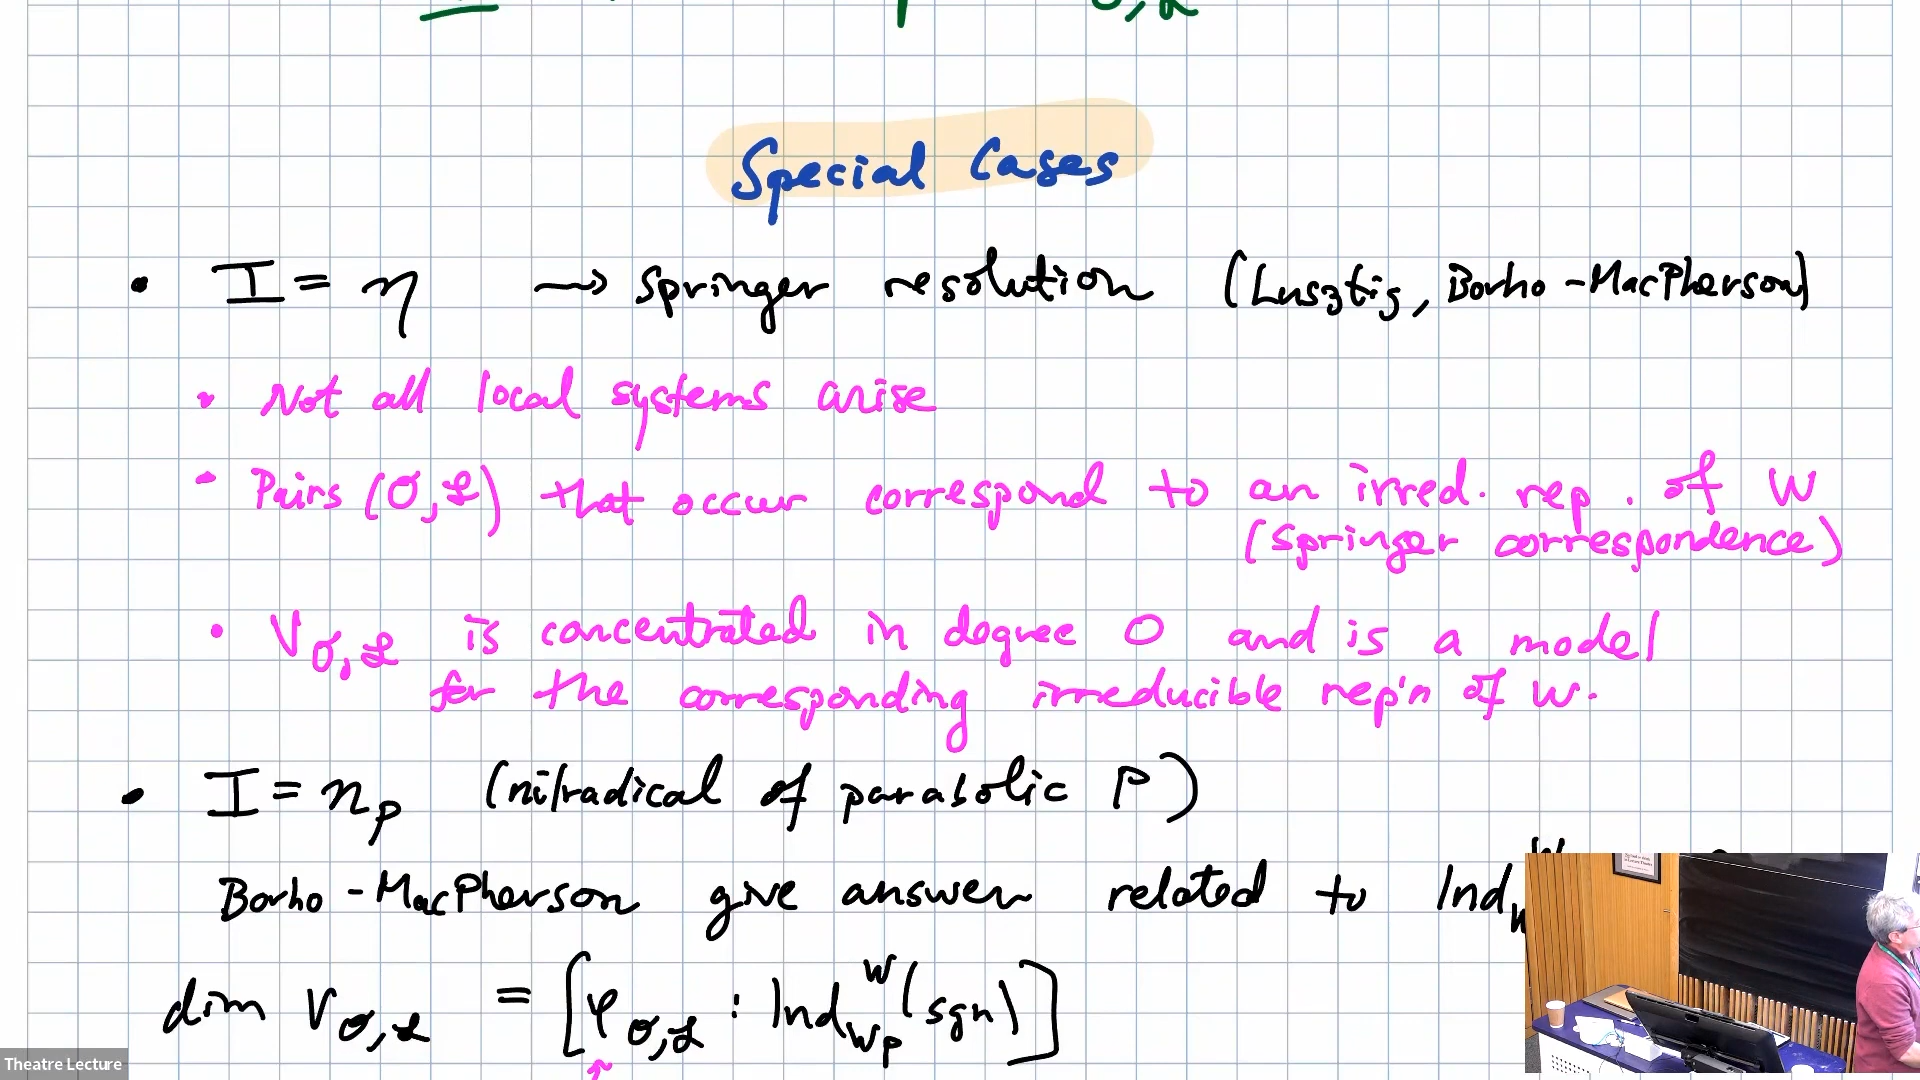 Special Cases
• I = n → Springer resolution (Lusztig, Borho-MacPherson)
• Not all local systems arise
• Pairs (O, L) that occur correspond to an irred. rep. of W
(Springer correspondence)
• V_{O,L} is concentrated in degree 0 and is a model
for the corresponding irreducible rep'n of W.
• I = n_P (nilradical of parabolic P)
Borho-MacPherson give answer related to Ind
dim V_{O,L} = [φ_{O,L} : Ind_{W_P}^W (sgn)]
Theatre Lecture